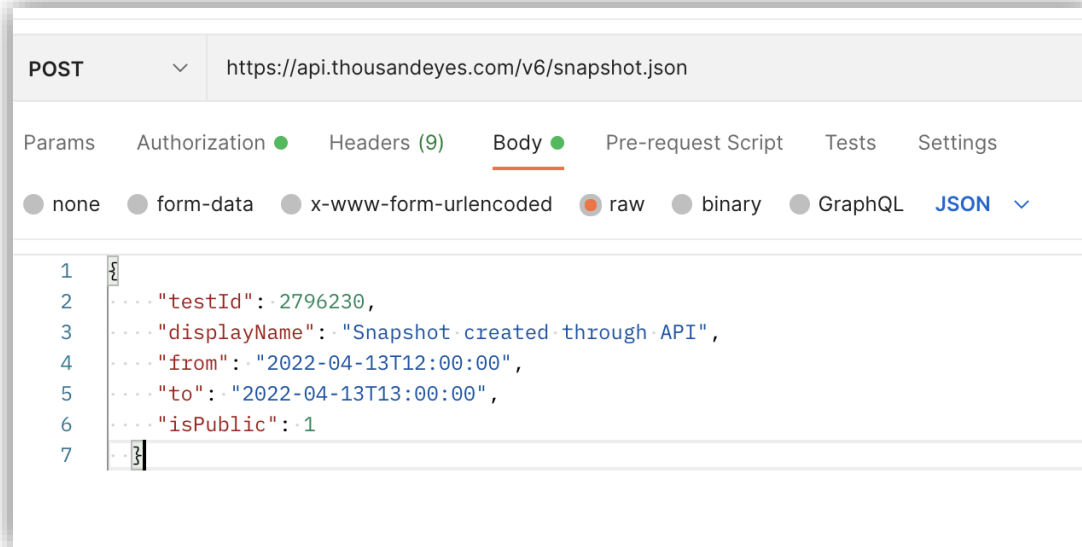 POST https://api.thousandeyes.com/v6/snapshot.json
Params Authorization Headers (9) Body Pre-request Script Tests Settings
none form-data x-www-form-urlencoded raw binary GraphQL JSON
1 {
2 "testId": 2796230,
3 "displayName": "Snapshot created through API",
4 "from": "2022-04-13T12:00:00",
5 "to": "2022-04-13T13:00:00",
6 "isPublic": 1
7 }